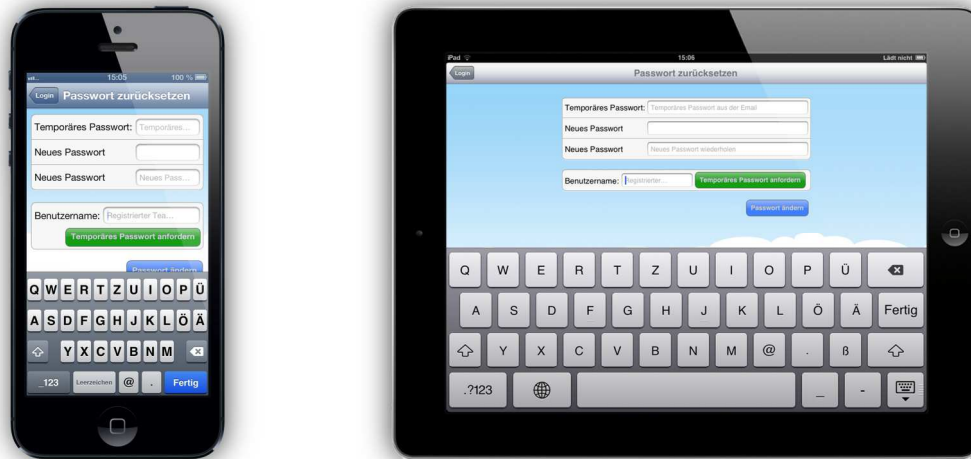 15:05
100 %
Login
Passwort zurücksetzen
Temporäres Passwort:
Temporäres...
Neues Passwort
Neues Passwort
Neues Pass...
Benutzername:
Registrierter Tea...
Temporäres Passwort anfordern
Passwort ändern
Q W E R T Z U I O P Ü
A S D F G H J K L Ö Ä
Y X C V B N M
_123
Leerzeichen
@
.
Fertig
iPad
15:06
Lädt nicht
Login
Passwort zurücksetzen
Temporäres Passwort:
Temporäres Passwort aus der Email
Neues Passwort
Neues Passwort
Neues Passwort wiederholen
Benutzername:
Registrierter...
Temporäres Passwort anfordern
Passwort ändern
Q W E R T Z U I O P Ü
A S D F G H J K L Ö Ä Fertig
Y X C V B N M @ . ß
.?123
_
-